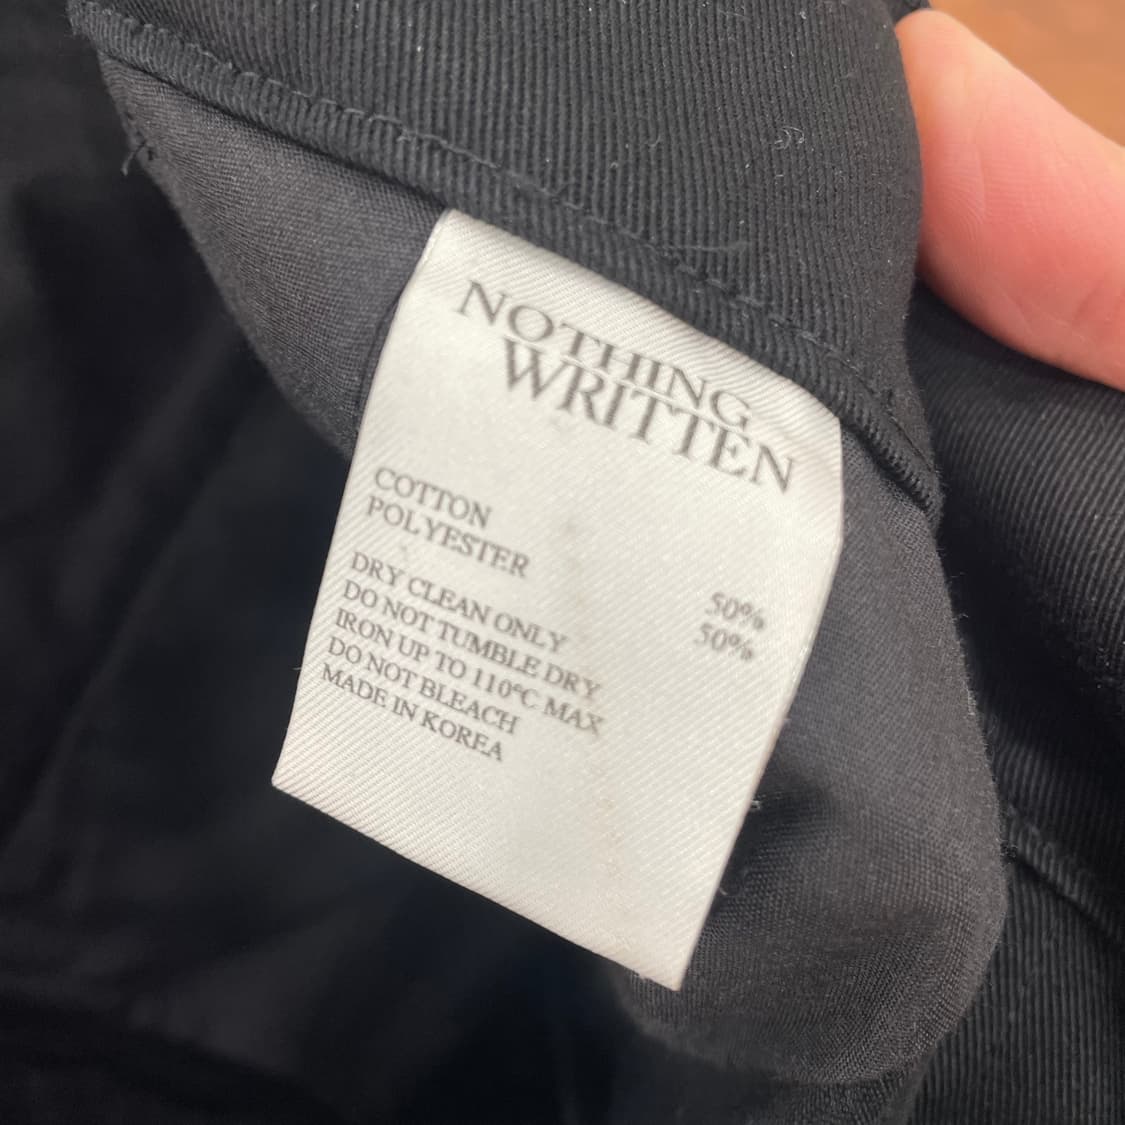 NOTHING
WRITTEN
COTTON 50%
POLYESTER 50%
DRY CLEAN ONLY
DO NOT TUMBLE DRY
IRON UP TO 110°C MAX
DO NOT BLEACH
MADE IN KOREA